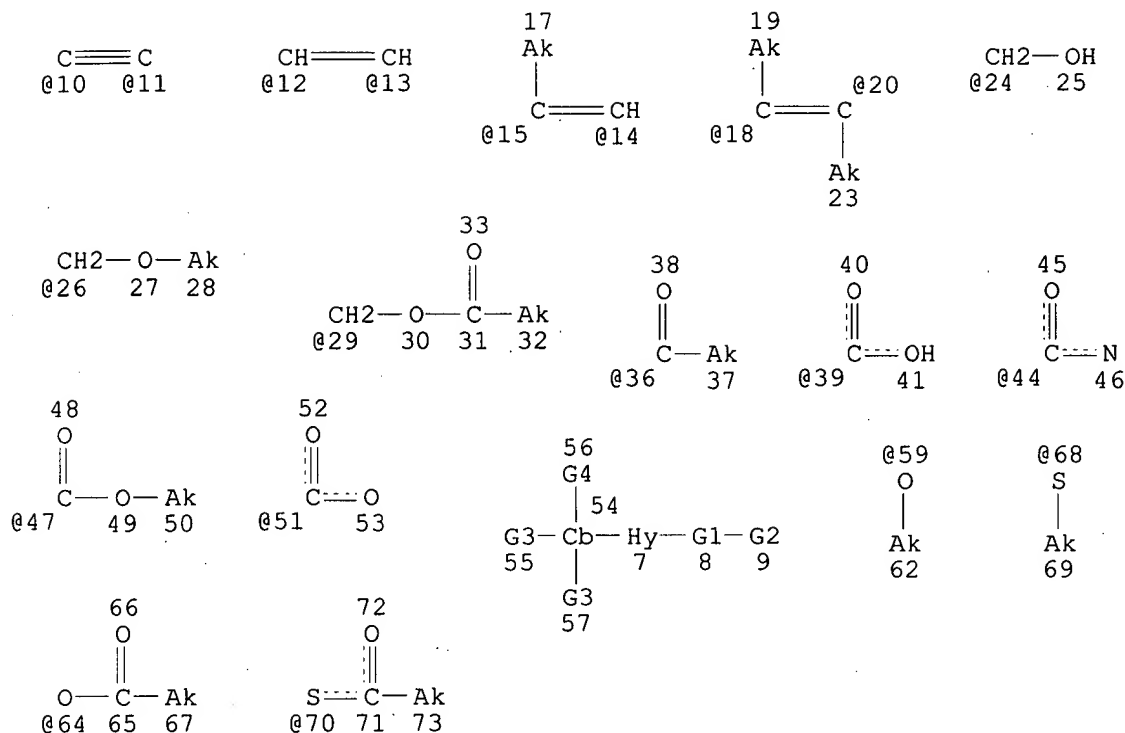 17 19
Ak Ak
C C CH CH CH2 OH
@10 @11 @12 @13 @20 @24 25
C CH C C
@15 @14 @18
Ak
23
33 38 40 45
O O O O
CH2 O Ak
@26 27 28
CH2 O C Ak C Ak C OH C N
@29 30 31 32 @36 37 @39 41 @44 46
48 52
O O 56 @59 @68
G4 O S
C O Ak C O 54
@47 49 50 @51 53 G3 Cb Hy G1 G2 Ak Ak
55 7 8 9 62 69
G3
66 72 57
O O
O C Ak S C Ak
@64 65 67 @70 71 73